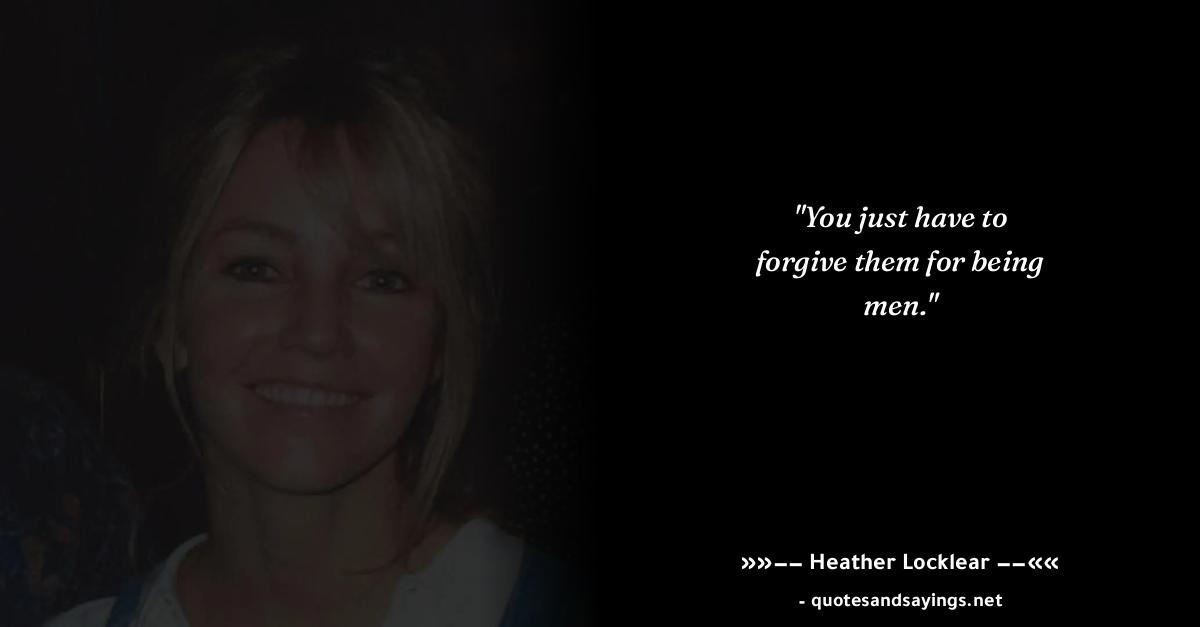 "You just have to
forgive them for being
men."
»»–– Heather Locklear ––««
- quotesandsayings.net